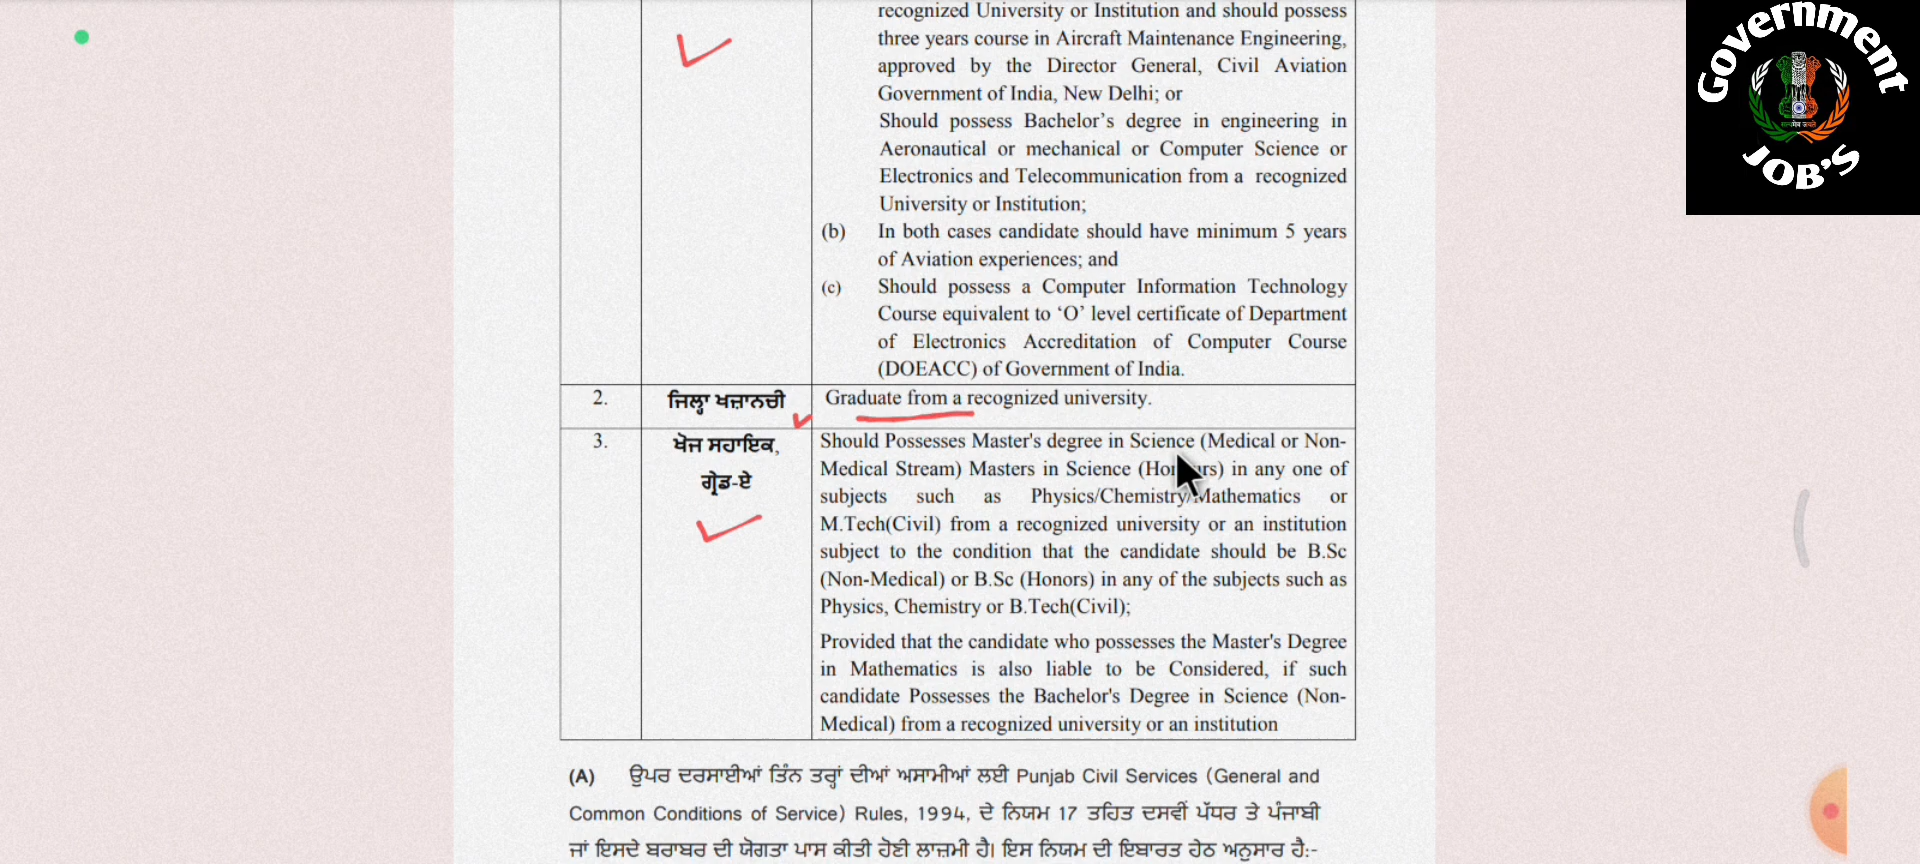 recognized University or Institution and should possess
three years course in Aircraft Maintenance Engineering,
approved by the Director General, Civil Aviation
Government of India, New Delhi; or
Should possess Bachelor’s degree in engineering in
Aeronautical or mechanical or Computer Science or
Electronics and Telecommunication from a recognized
University or Institution;
(b) In both cases candidate should have minimum 5 years
of Aviation experiences; and
(c) Should possess a Computer Information Technology
Course equivalent to ‘O’ level certificate of Department
of Electronics Accreditation of Computer Course
(DOEACC) of Government of India.
2. ਜਿਲ੍ਹਾ ਖਜ਼ਾਨਚੀ Graduate from a recognized university.
3. ਖੋਜ ਸਹਾਇਕ, ਗ੍ਰੇਡ-ਏ
Should Possesses Master's degree in Science (Medical or Non-
Medical Stream) Masters in Science (Honours) in any one of
subjects such as Physics/Chemistry/Mathematics or
M.Tech(Civil) from a recognized university or an institution
subject to the condition that the candidate should be B.Sc
(Non-Medical) or B.Sc (Honors) in any of the subjects such as
Physics, Chemistry or B.Tech(Civil);
Provided that the candidate who possesses the Master's Degree
in Mathematics is also liable to be Considered, if such
candidate Possesses the Bachelor's Degree in Science (Non-
Medical) from a recognized university or an institution
(A) ਉਪਰ ਦਰਸਾਈਆਂ ਤਿੰਨ ਤਰ੍ਹਾਂ ਦੀਆਂ ਅਸਾਮੀਆਂ ਲਈ Punjab Civil Services (General and
Common Conditions of Service) Rules, 1994, ਦੇ ਨਿਯਮ 17 ਤਹਿਤ ਦਸਵੀਂ ਪੱਧਰ ਤੇ ਪੰਜਾਬੀ
ਜਾਂ ਇਸਦੇ ਬਰਾਬਰ ਦੀ ਯੋਗਤਾ ਪਾਸ ਕੀਤੀ ਹੋਣੀ ਲਾਜ਼ਮੀ ਹੈ। ਇਸ ਨਿਯਮ ਦੀ ਇਬਾਰਤ ਹੇਠ ਅਨੁਸਾਰ ਹੈ:-
Government
सत्यमेव जयते
JOB'S